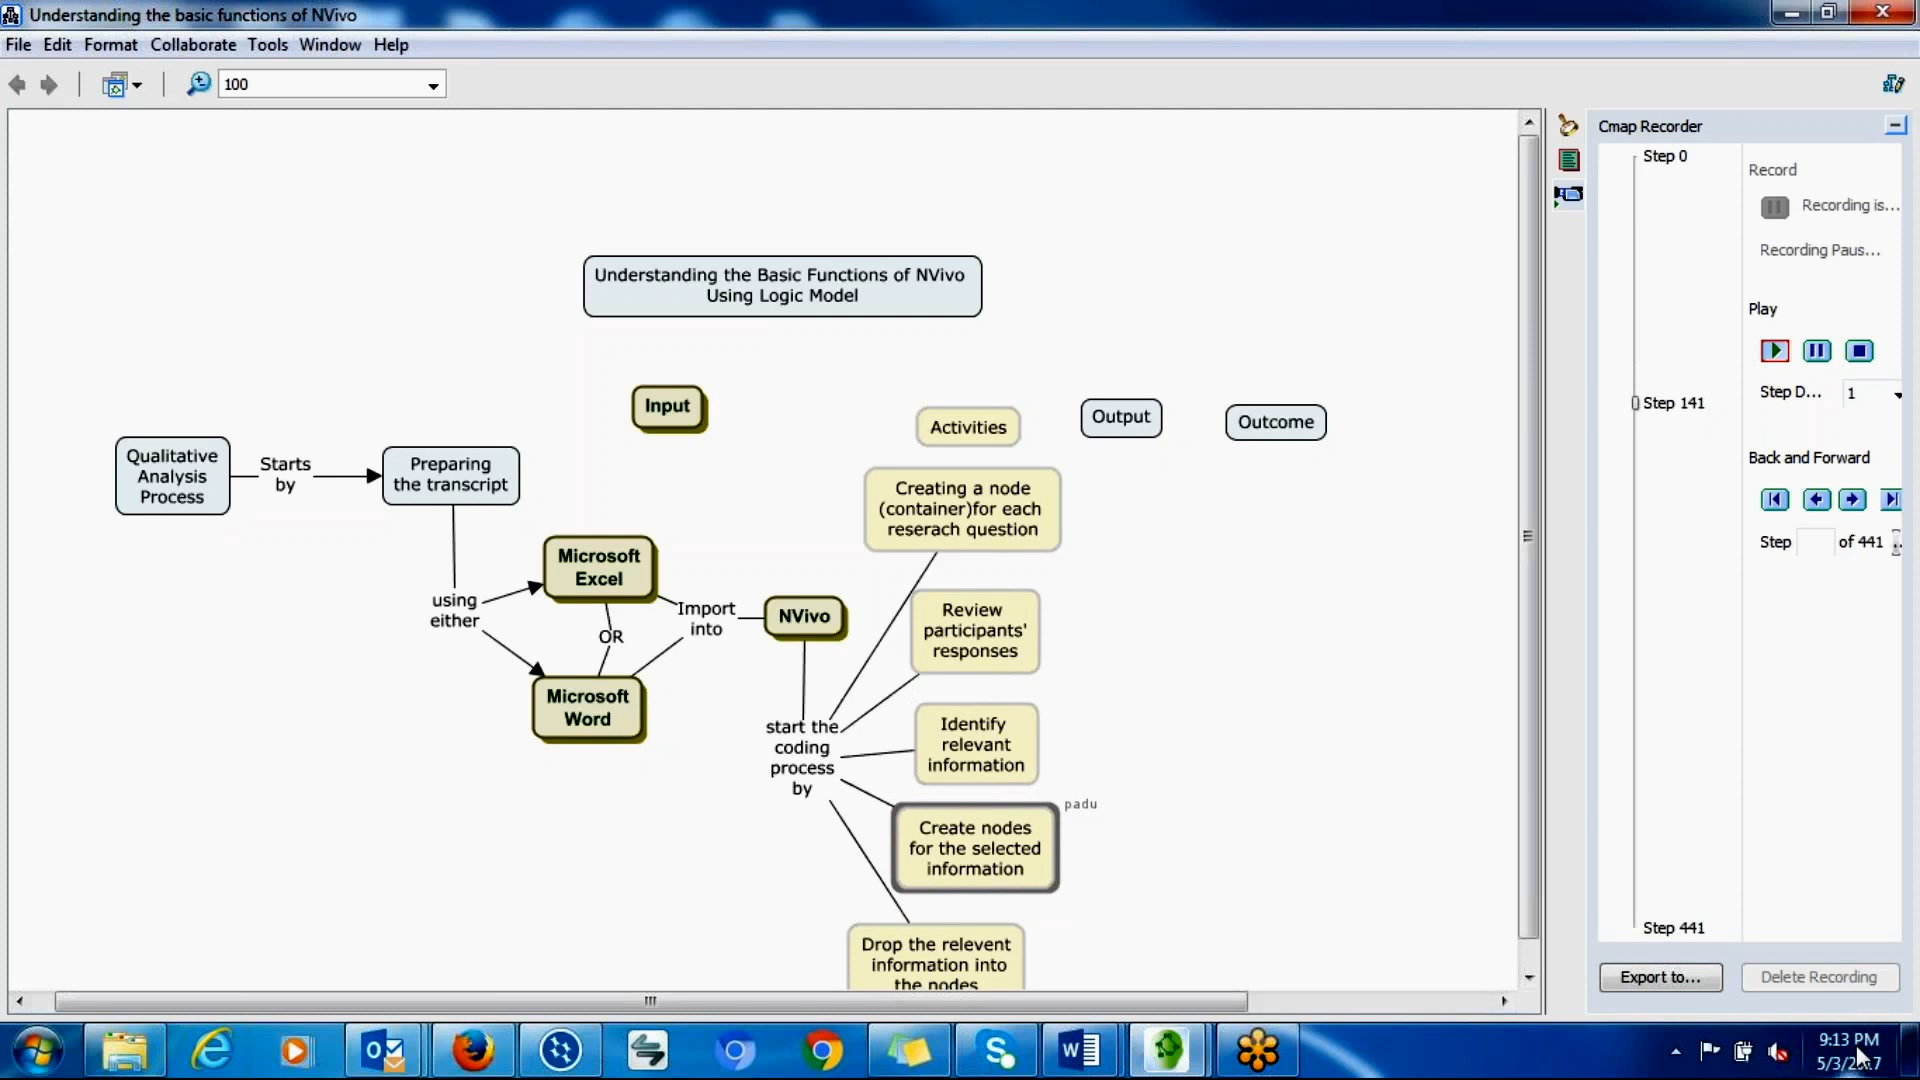 Understanding the basic functions of NVivo
File Edit Format Collaborate Tools Window Help
100
Understanding the Basic Functions of NVivo
Using Logic Model
Input
Activities
Output
Outcome
Qualitative
Analysis
Process
Starts
by
Preparing
the transcript
using
either
Microsoft
Excel
OR
Microsoft
Word
Import
into
NVivo
start the
coding
process
by
Creating a node
(container)for each
reserach question
Review
participants'
responses
Identify
relevant
information
padu
Create nodes
for the selected
information
Drop the relevent
information into
the nodes
Cmap Recorder
Step 0
Step 141
Step 441
Record
Recording is...
Recording Paus...
Play
Step D... 1
Back and Forward
Step of 441
Export to...
Delete Recording
9:13 PM
5/3/2017